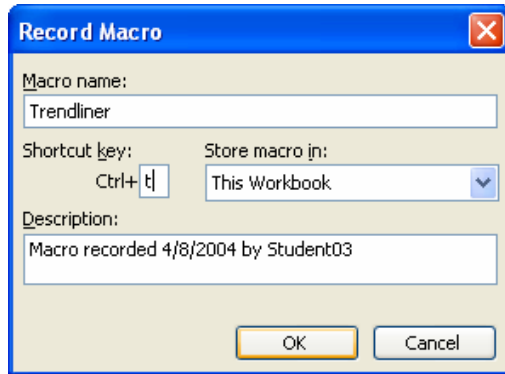 Record Macro
Macro name:
Trendliner
Shortcut key: Store macro in:
Ctrl+ t This Workbook
Description:
Macro recorded 4/8/2004 by Student03
OK Cancel